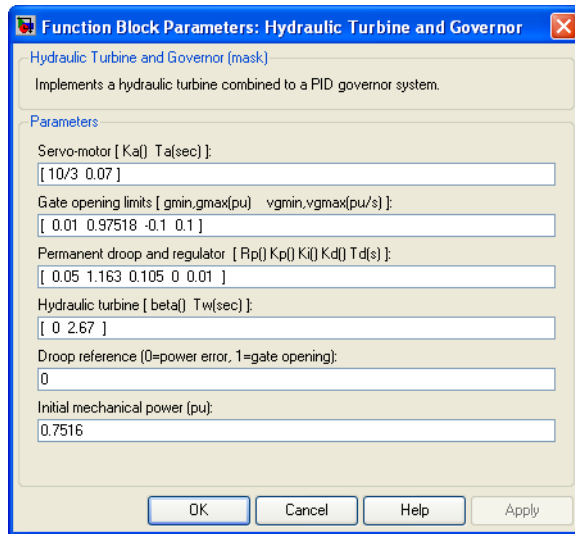 Function Block Parameters: Hydraulic Turbine and Governor
Hydraulic Turbine and Governor (mask)
Implements a hydraulic turbine combined to a PID governor system.
Parameters
Servo-motor [ Ka() Ta(sec) ]:
[ 10/3 0.07 ]
Gate opening limits [ gmin,gmax(pu) vgmin,vgmax(pu/s) ]:
[ 0.01 0.97518 -0.1 0.1 ]
Permanent droop and regulator [ Rp() Kp() Ki() Kd() Td(s) ]:
[ 0.05 1.163 0.105 0 0.01 ]
Hydraulic turbine [ beta() Tw(sec) ]:
[ 0 2.67 ]
Droop reference (0=power error, 1=gate opening):
0
Initial mechanical power (pu):
0.7516
OK Cancel Help Apply